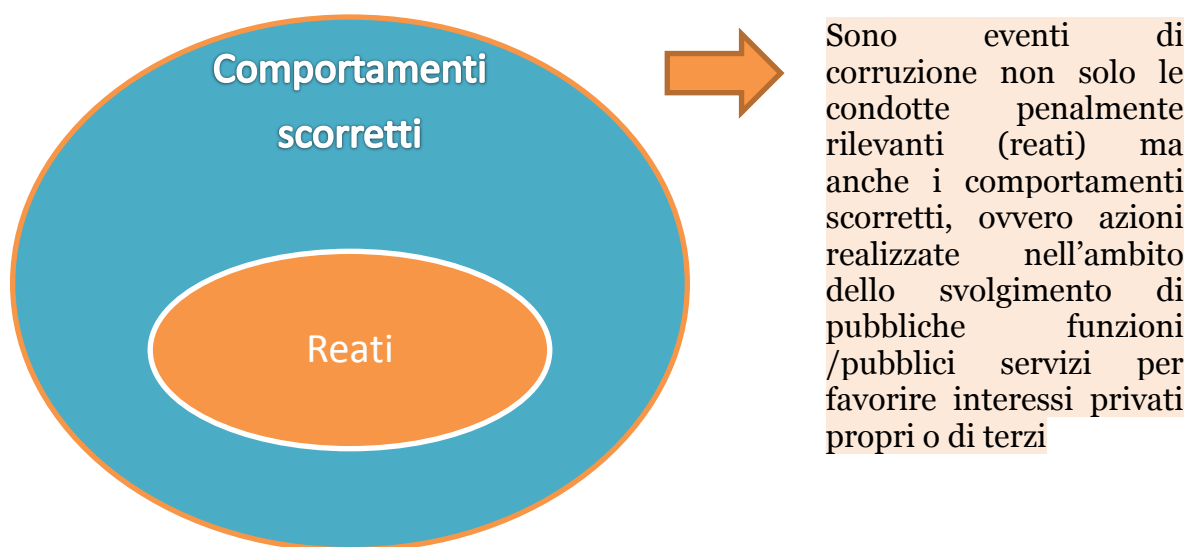 Comportamenti
scorretti
Reati
Sono eventi di
corruzione non solo le
condotte penalmente
rilevanti (reati) ma
anche i comportamenti
scorretti, ovvero azioni
realizzate nell’ambito
dello svolgimento di
pubbliche funzioni
/pubblici servizi per
favorire interessi privati
propri o di terzi